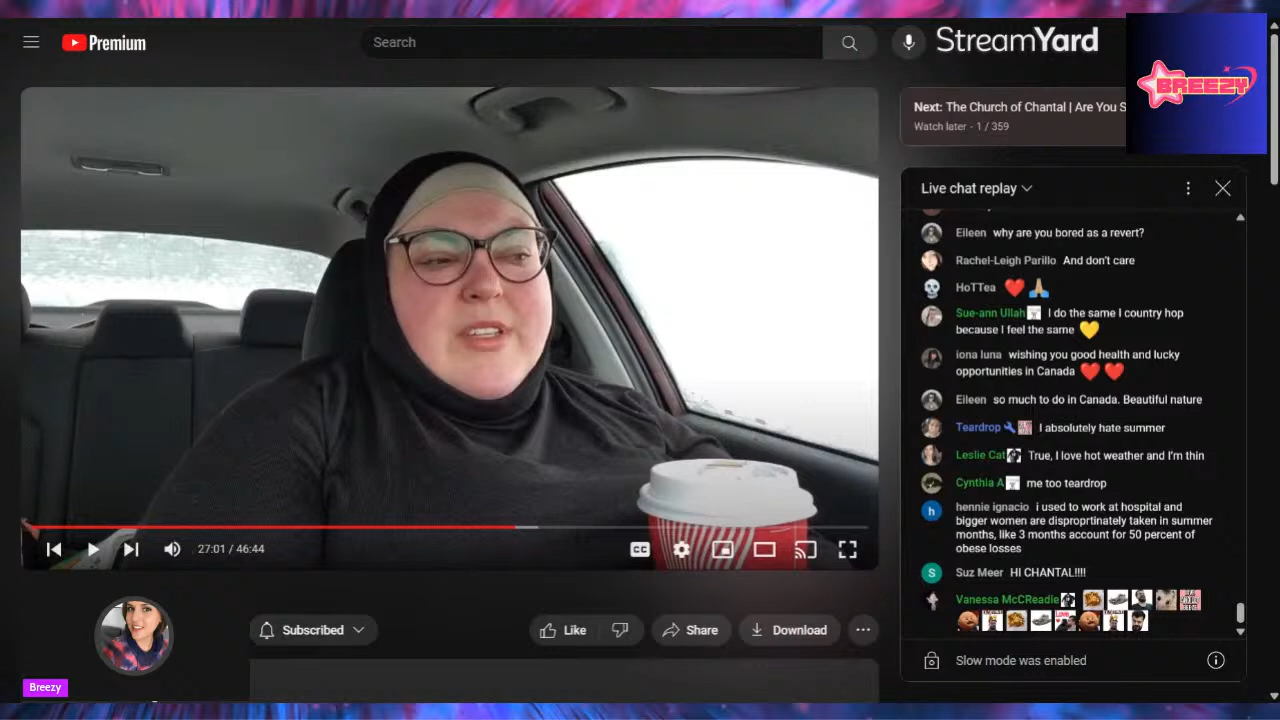 Premium
Search
StreamYard
BREEZY
Next: The Church of Chantal | Are You S
Watch later - 1 / 359
Live chat replay
Eileen why are you bored as a revert?
Rachel-Leigh Parillo And don't care
HoTTea
Sue-ann Ullah I do the same I country hop
because I feel the same
iona luna wishing you good health and lucky
opportunities in Canada
Eileen so much to do in Canada. Beautiful nature
Teardrop I absolutely hate summer
Leslie Cat True, I love hot weather and I'm thin
Cynthia A me too teardrop
h
hennie ignacio i used to work at hospital and
bigger women are disproprtinately taken in summer
months, like 3 months account for 50 percent of
obese losses
S
Suz Meer HI CHANTAL!!!!
Vanessa McCReadie
Slow mode was enabled
27:01 / 46:44
CC
Subscribed
Like
Share
Download
Breezy